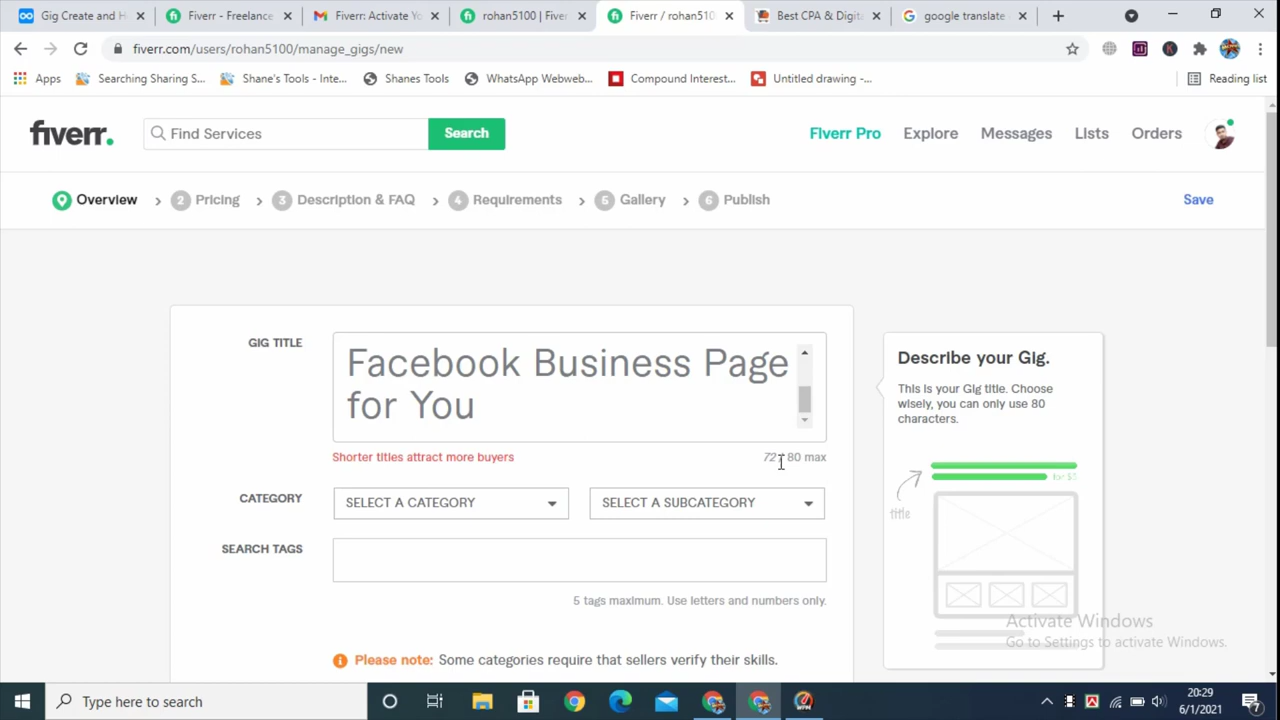 Gig Create and H
Fiverr - Freelance
Fiverr: Activate Yo
rohan5100 | Fiver
Fiverr / rohan510
Best CPA & Digita
google translate -
fiverr.com/users/rohan5100/manage_gigs/new
Apps
Searching Sharing S...
Shane's Tools - Inte...
Shanes Tools
WhatsApp Webweb...
Compound Interest...
Untitled drawing -...
Reading list
fiverr.
Find Services
Search
Fiverr Pro
Explore
Messages
Lists
Orders
Overview
2 Pricing
3 Description & FAQ
4 Requirements
5 Gallery
6 Publish
Save
GIG TITLE
Facebook Business Page
for You
Shorter titles attract more buyers
72 / 80 max
Describe your Gig.
This is your Gig title. Choose
wisely, you can only use 80
characters.
title
for $5
CATEGORY
SELECT A CATEGORY
SELECT A SUBCATEGORY
SEARCH TAGS
5 tags maximum. Use letters and numbers only.
Please note: Some categories require that sellers verify their skills.
Activate Windows
Go to Settings to activate Windows.
Type here to search
20:29
6/1/2021
7